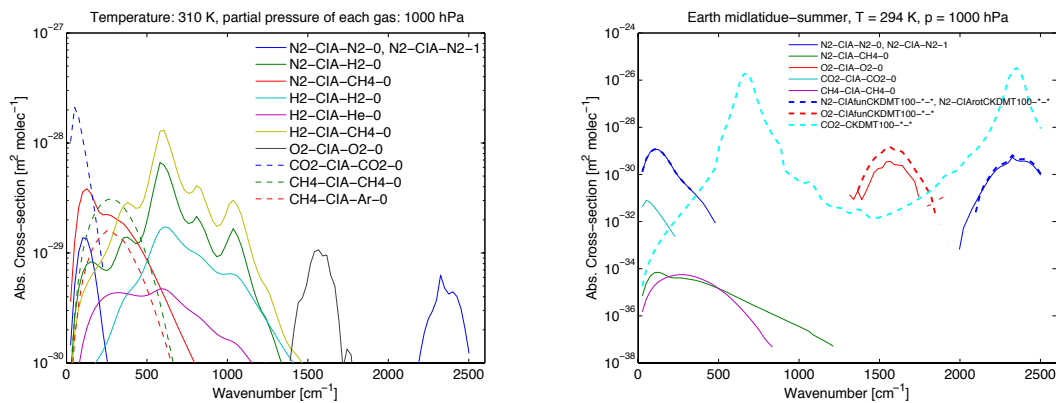 Temperature: 310 K, partial pressure of each gas: 1000 hPa
10^−27
10^−28
10^−29
10^−30
Abs. Cross−section [m^2 molec^−1]
0 500 1000 1500 2000 2500
Wavenumber [cm^−1]
N2−CIA−N2−0, N2−CIA−N2−1
N2−CIA−H2−0
N2−CIA−CH4−0
H2−CIA−H2−0
H2−CIA−He−0
H2−CIA−CH4−0
O2−CIA−O2−0
CO2−CIA−CO2−0
CH4−CIA−CH4−0
CH4−CIA−Ar−0
Earth midlatidue−summer, T = 294 K, p = 1000 hPa
10^−24
10^−26
10^−28
10^−30
10^−32
10^−34
10^−36
10^−38
Abs. Cross−section [m^2 molec^−1]
0 500 1000 1500 2000 2500
Wavenumber [cm^−1]
N2−CIA−N2−0, N2−CIA−N2−1
N2−CIA−CH4−0
O2−CIA−O2−0
CO2−CIA−CO2−0
CH4−CIA−CH4−0
N2−CIAfunCKDMT100−*−*, N2−CIArotCKDMT100−*−*
O2−CIAfunCKDMT100−*−*
CO2−CKDMT100−*−*